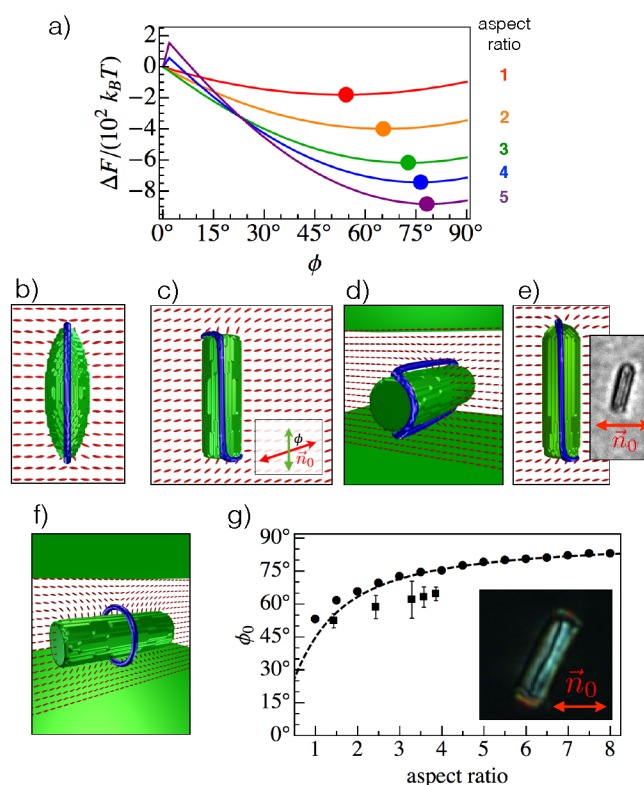 a)
aspect
ratio
1
2
3
4
5
ΔF/(10² k_BT)
0
−2
−4
−6
−8
0° 15° 30° 45° 60° 75° 90°
ϕ
b)
c)
d)
e)
ϕ
n⃗₀
n⃗₀
f)
g)
90°
75°
60°
45°
30°
15°
0°
ϕ₀
n⃗₀
1 2 3 4 5 6 7 8
aspect ratio